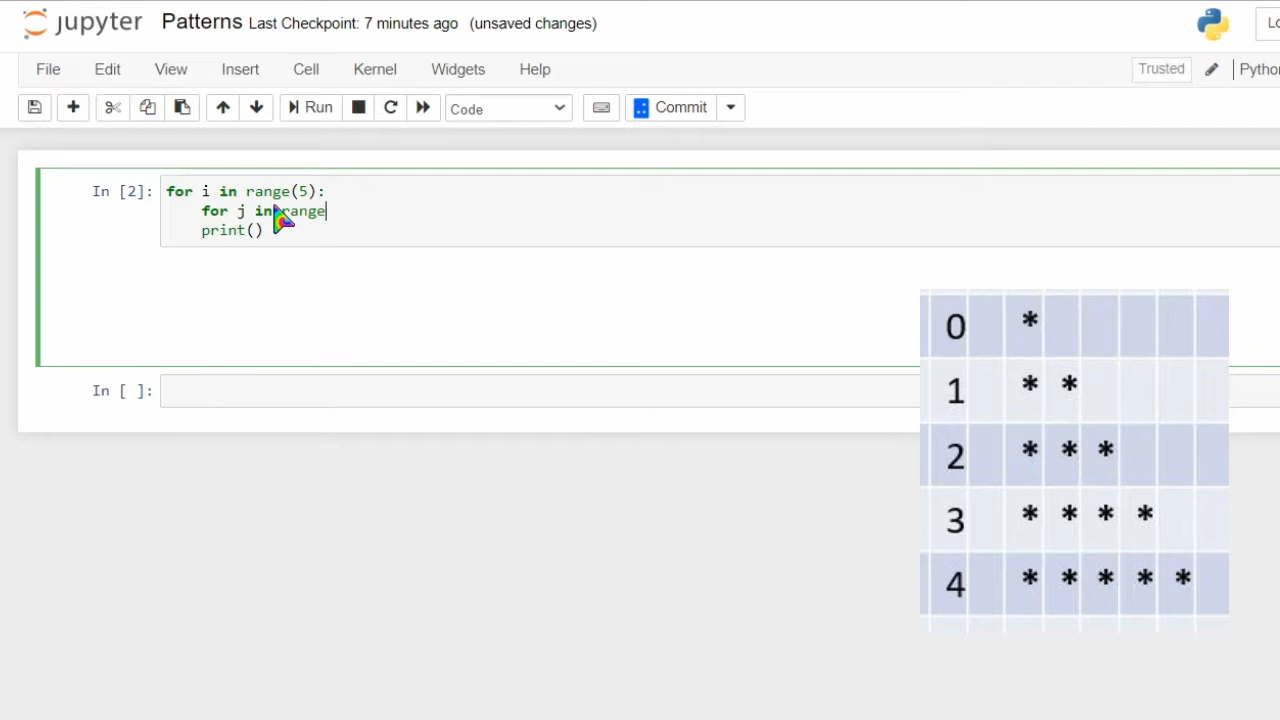 jupyter Patterns Last Checkpoint: 7 minutes ago (unsaved changes)
File Edit View Insert Cell Kernel Widgets Help Trusted
Run Code Commit
In [2]: for i in range(5):
for j in range
print()
In [ ]:
0 *
1 * *
2 * * *
3 * * * *
4 * * * * *